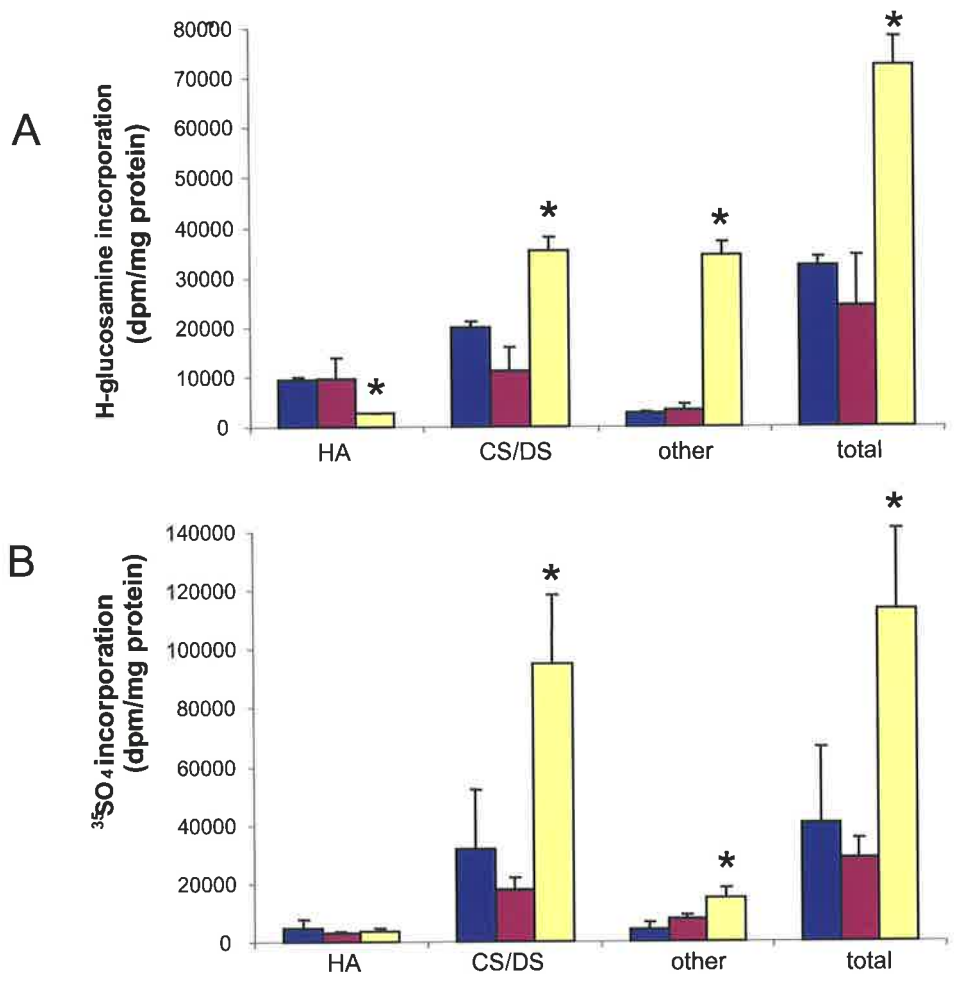 A
H-glucosamine incorporation
(dpm/mg protein)
80000
70000
60000
50000
40000
30000
20000
10000
0
*
*
*
*
HA
CS/DS
other
total
B
³⁵SO₄ incorporation
(dpm/mg protein)
140000
120000
100000
80000
60000
40000
20000
0
*
*
*
HA
CS/DS
other
total